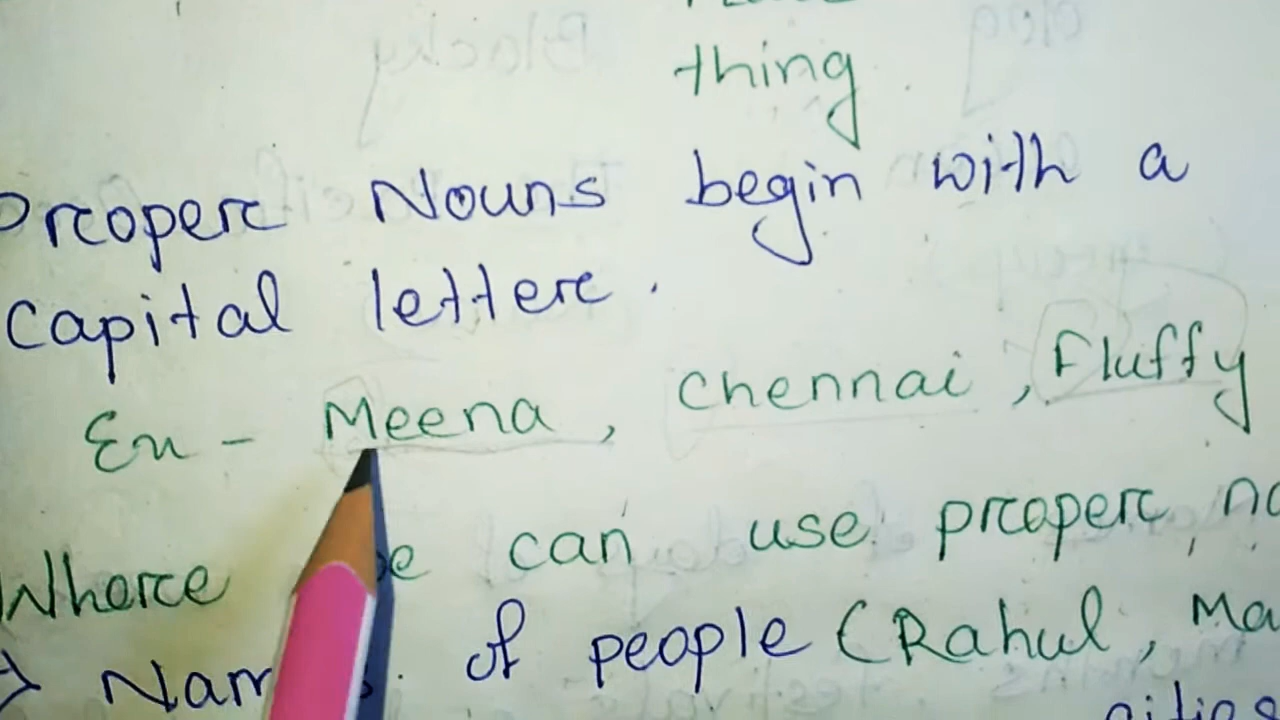 thing
Proper Nouns begin with a
Capital letter.
Ex - Meena, Chennai, Fluffy
Where can use proper
of people (Rahul,